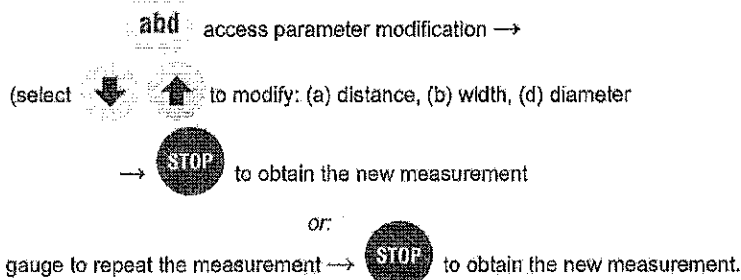 abd access parameter modification →
(select to modify: (a) distance, (b) width, (d) diameter
→ STOP to obtain the new measurement
or:
gauge to repeat the measurement → STOP to obtain the new measurement.